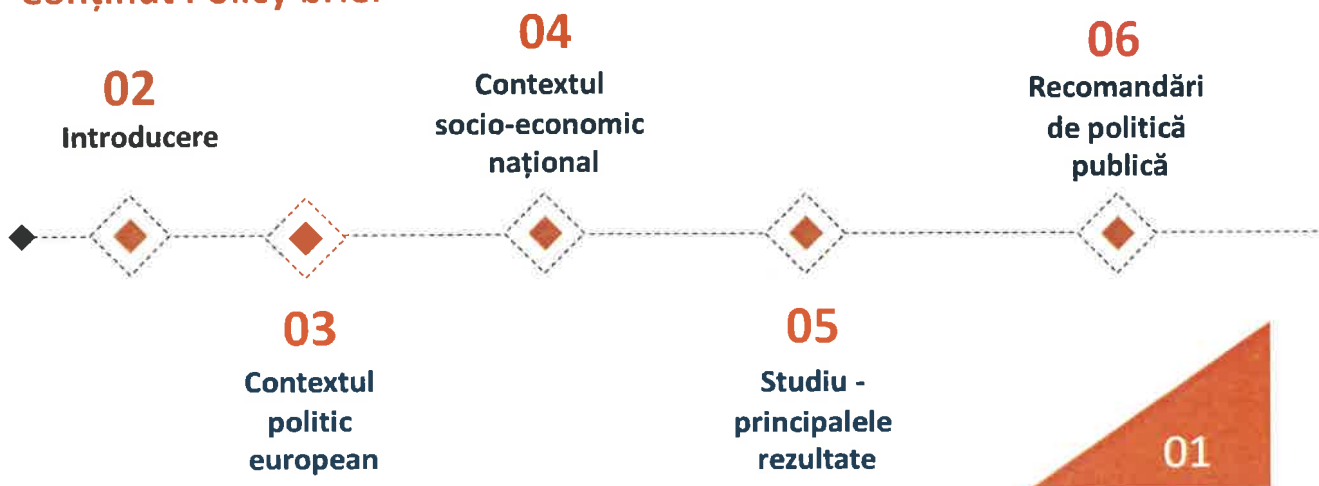 02
Introducere
03
Contextul
politic
european
04
Contextul
socio-economic
național
05
Studiu -
principalele
rezultate
06
Recomandări
de politică
publică
01